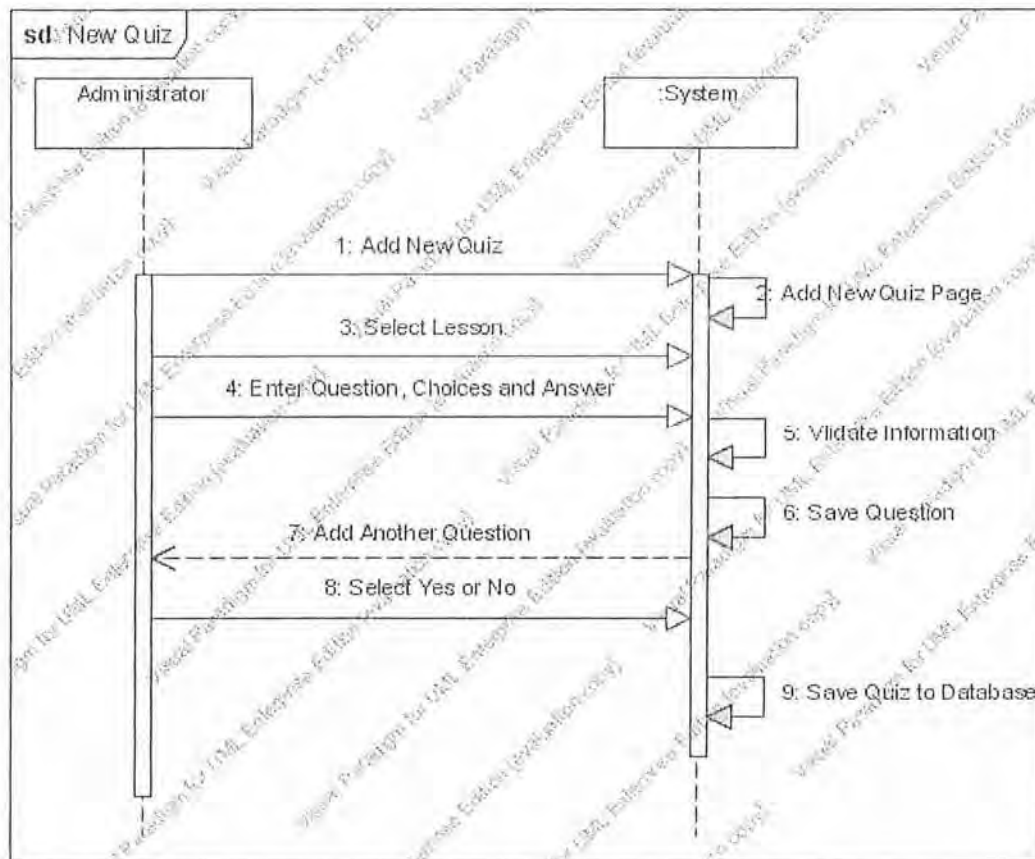 sd: New Quiz
Administrator
:System
1: Add New Quiz
2: Add New Quiz Page
3: Select Lesson
4: Enter Question, Choices and Answer
5: Vlidate Information
6: Save Question
7: Add Another Question
8: Select Yes or No
9: Save Quiz to Database